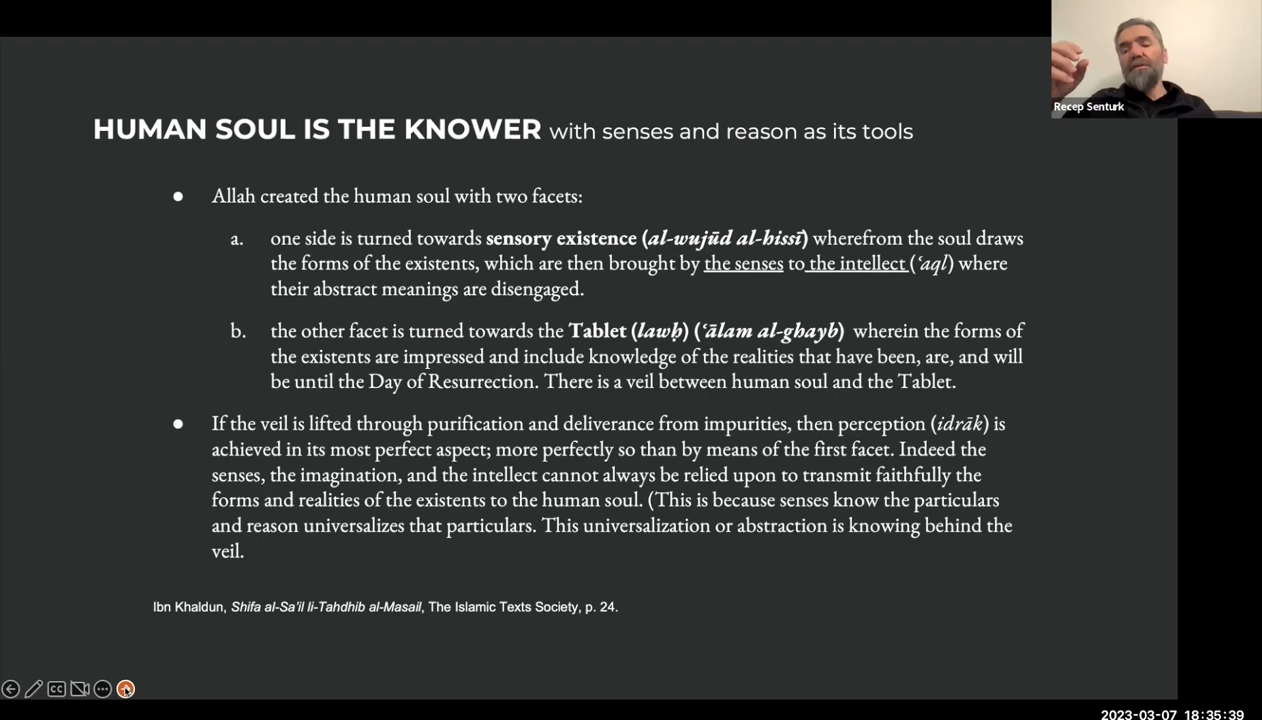 Recep Senturk
HUMAN SOUL IS THE KNOWER with senses and reason as its tools
● Allah created the human soul with two facets:
a. one side is turned towards sensory existence (al-wujūd al-hissī) wherefrom the soul draws
the forms of the existents, which are then brought by the senses to the intellect (ʿaql) where
their abstract meanings are disengaged.
b. the other facet is turned towards the Tablet (lawḥ) (ʿālam al-ghayb) wherein the forms of
the existents are impressed and include knowledge of the realities that have been, are, and will
be until the Day of Resurrection. There is a veil between human soul and the Tablet.
● If the veil is lifted through purification and deliverance from impurities, then perception (idrāk) is
achieved in its most perfect aspect; more perfectly so than by means of the first facet. Indeed the
senses, the imagination, and the intellect cannot always be relied upon to transmit faithfully the
forms and realities of the existents to the human soul. (This is because senses know the particulars
and reason universalizes that particulars. This universalization or abstraction is knowing behind the
veil.
Ibn Khaldun, Shifa al-Sa'il li-Tahdhib al-Masail, The Islamic Texts Society, p. 24.
CC
2023-03-07 18:35:39